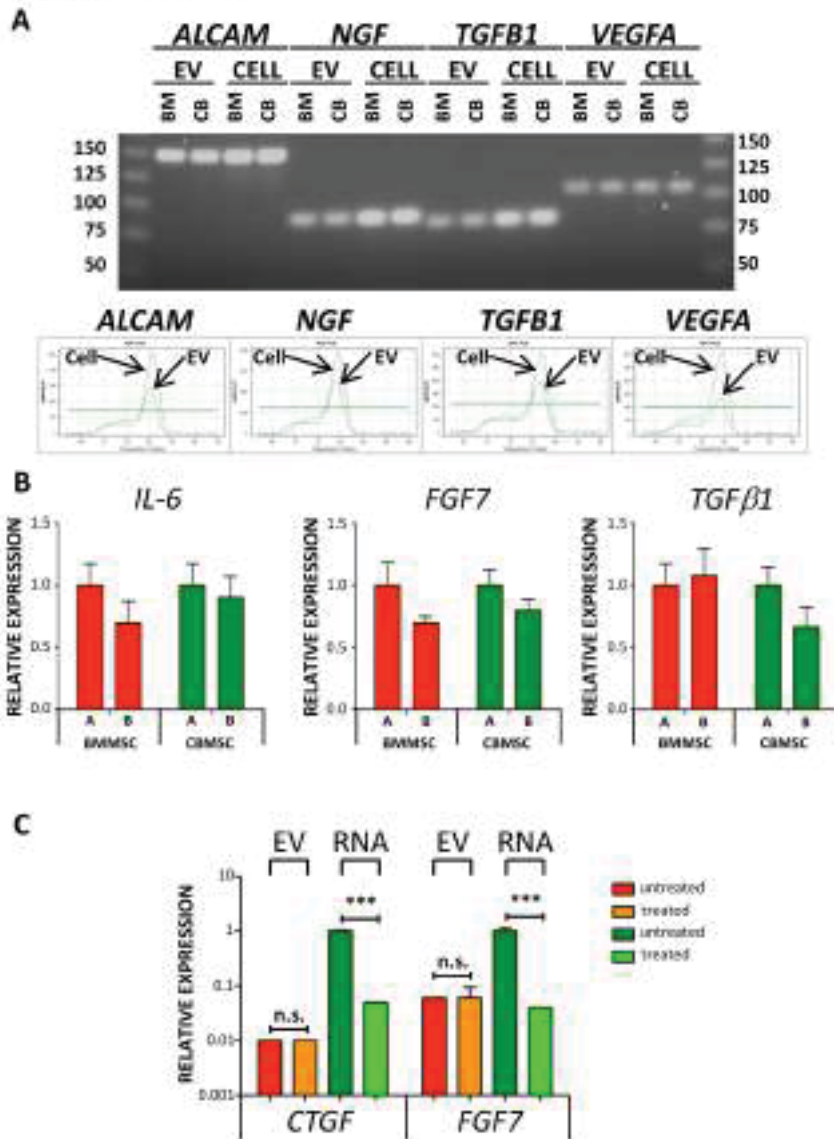 A
ALCAM NGF TGFB1 VEGFA
EV CELL EV CELL EV CELL EV CELL
BM CB BM CB BM CB BM CB BM CB BM CB BM CB BM CB
150 150
125 125
100 100
75 75
50 50
ALCAM NGF TGFB1 VEGFA
Cell EV Cell EV Cell EV Cell EV
B
IL-6 FGF7 TGFβ1
RELATIVE EXPRESSION RELATIVE EXPRESSION RELATIVE EXPRESSION
1.5 1.5 1.5
1.0 1.0 1.0
0.5 0.5 0.5
0.0 0.0 0.0
A B A B A B A B A B A B
BMMSC CBMSC BMMSC CBMSC BMMSC CBMSC
C
EV RNA EV RNA
RELATIVE EXPRESSION
10
1
0.1
0.01
0.001
n.s. *** n.s. ***
CTGF FGF7
untreated
treated
untreated
treated